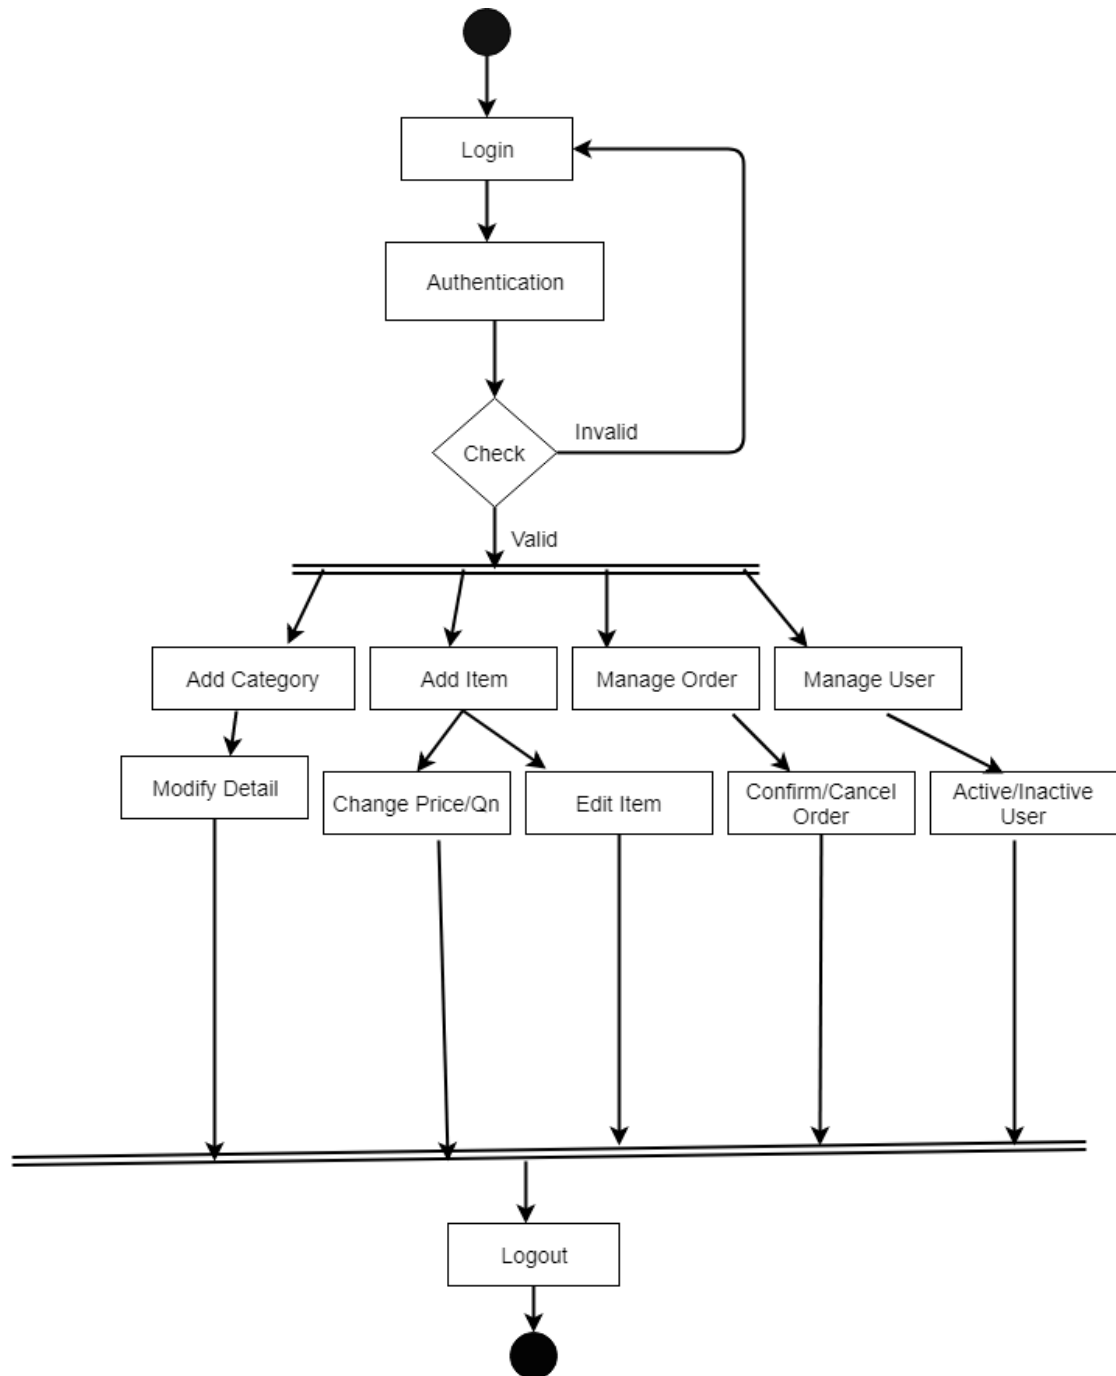 Login
Authentication
Check
Invalid
Valid
Add Category
Add Item
Manage Order
Manage User
Modify Detail
Change Price/Qn
Edit Item
Confirm/Cancel
Order
Active/Inactive
User
Logout